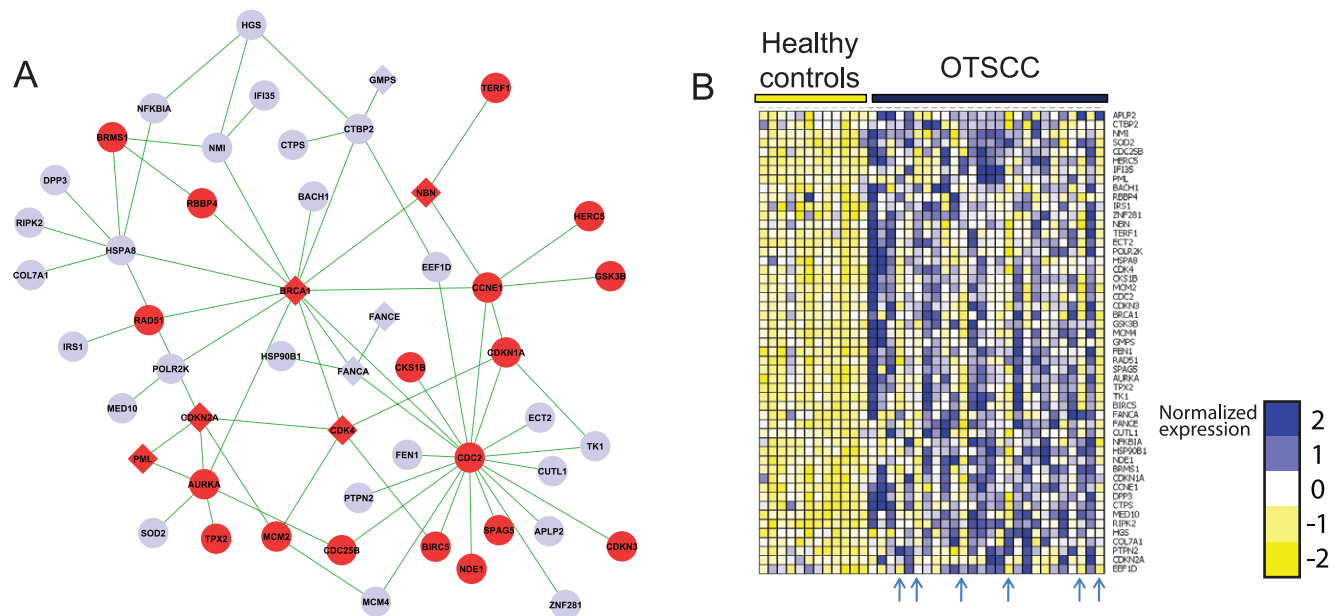 A
HGS
GMPS
TERF1
IFI35
NFKBIA
BRMS1
CTBP2
CTPS
NMI
DPP3
BACH1
NBN
RBBP4
RIPK2
HERC5
HSPA8
EEF1D
COL7A1
GSK3B
BRCA1
CCNE1
RAD51
FANCE
IRS1
HSP90B1
CDKN1A
POLR2K
FANCA
CKS1B
MED10
CDKN2A
ECT2
CDK4
TK1
PML
FEN1
CDC2
CUTL1
AURKA
PTPN2
SOD2
TPX2
MCM2
CDC25B
BIRC5
SPAG5
APLP2
CDKN3
NDE1
MCM4
ZNF281
B
Healthy
controls
OTSCC
APLP2
CTBP2
NMI
SOD2
CDC25B
HERC5
IFI35
PML
BACH1
RBBP4
IRS1
ZNF281
NBN
TERF1
ECT2
POLR2K
HSPA8
CDK4
CKS1B
MCM2
CDC2
CDKN3
BRCA1
GSK3B
MCM4
GMPS
FEN1
RAD51
SPAG5
AURKA
TPX2
TK1
BIRC5
FANCA
FANCE
CUTL1
NFKBIA
HSP90B1
NDE1
BRMS1
CDKN1A
CCNE1
DPP3
CTPS
MED10
RIPK2
HGS
COL7A1
PTPN2
CDKN2A
EEF1D
Normalized
expression
2
1
0
-1
-2